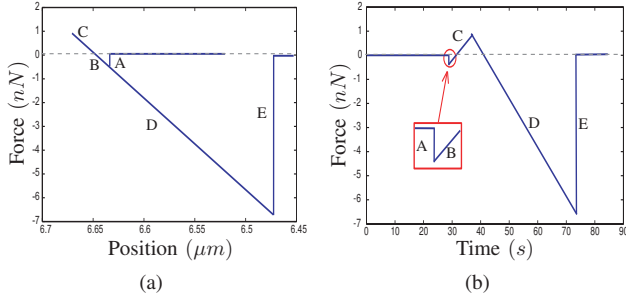 2
1
0
-1
-2
-3
-4
-5
-6
-7
6.7
6.65
6.6
6.55
6.5
6.45
Force (nN)
Position (μm)
C
B
A
D
E
(a)
2
1
0
-1
-2
-3
-4
-5
-6
-7
0
10
20
30
40
50
60
70
80
90
Force (nN)
Time (s)
C
A
B
D
E
(b)